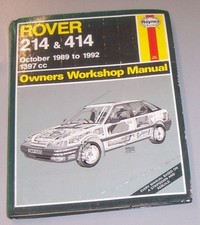 Haynes
ROVER
214 & 414
October 1989 to 1992
1397 cc
Owners Workshop Manual